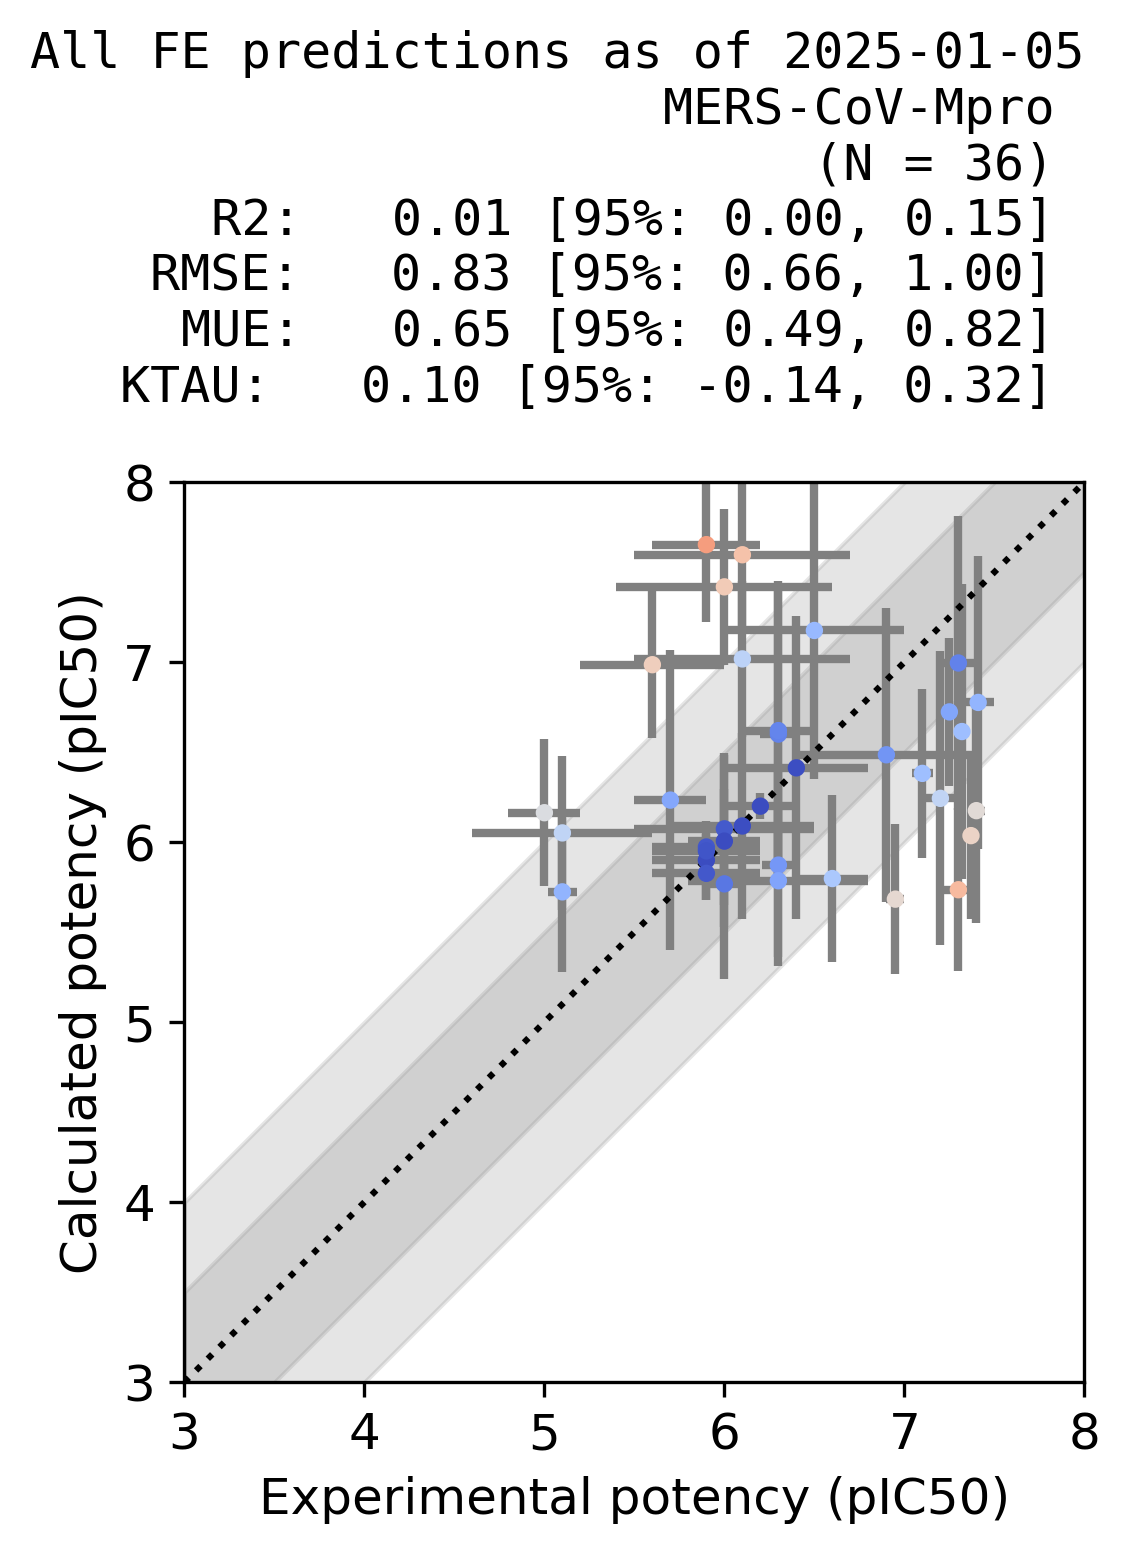 All FE predictions as of 2025-01-05
MERS-CoV-Mpro
(N = 36)
R2: 0.01 [95%: 0.00, 0.15]
RMSE: 0.83 [95%: 0.66, 1.00]
MUE: 0.65 [95%: 0.49, 0.82]
KTAU: 0.10 [95%: -0.14, 0.32]
8
7
6
5
4
3
Calculated potency (pIC50)
3 4 5 6 7 8
Experimental potency (pIC50)